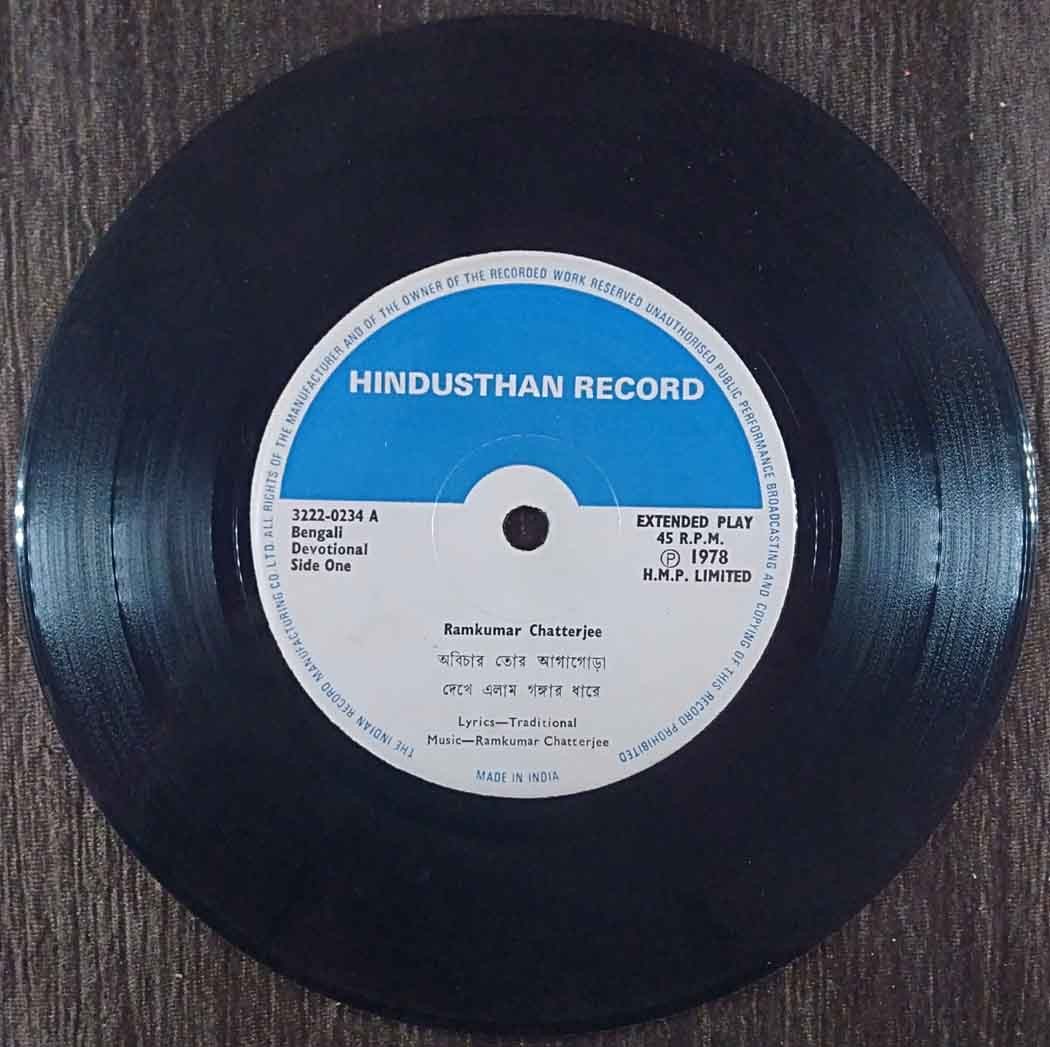 THE INDIAN RECORD MANUFACTURING CO. LTD. ALL RIGHTS OF THE MANUFACTURER AND OF THE OWNER OF THE RECORDED WORK RESERVED UNAUTHORISED PUBLIC PERFORMANCE BROADCASTING AND COPYING OF THIS RECORD PROHIBITED
HINDUSTHAN RECORD
3222-0234 A
Bengali
Devotional
Side One
EXTENDED PLAY
45 R.P.M.
Ⓟ 1978
H.M.P. LIMITED
Ramkumar Chatterjee
অবিচার তোর আগাগোড়া
দেখে এলাম গঙ্গার ধারে
Lyrics—Traditional
Music—Ramkumar Chatterjee
MADE IN INDIA